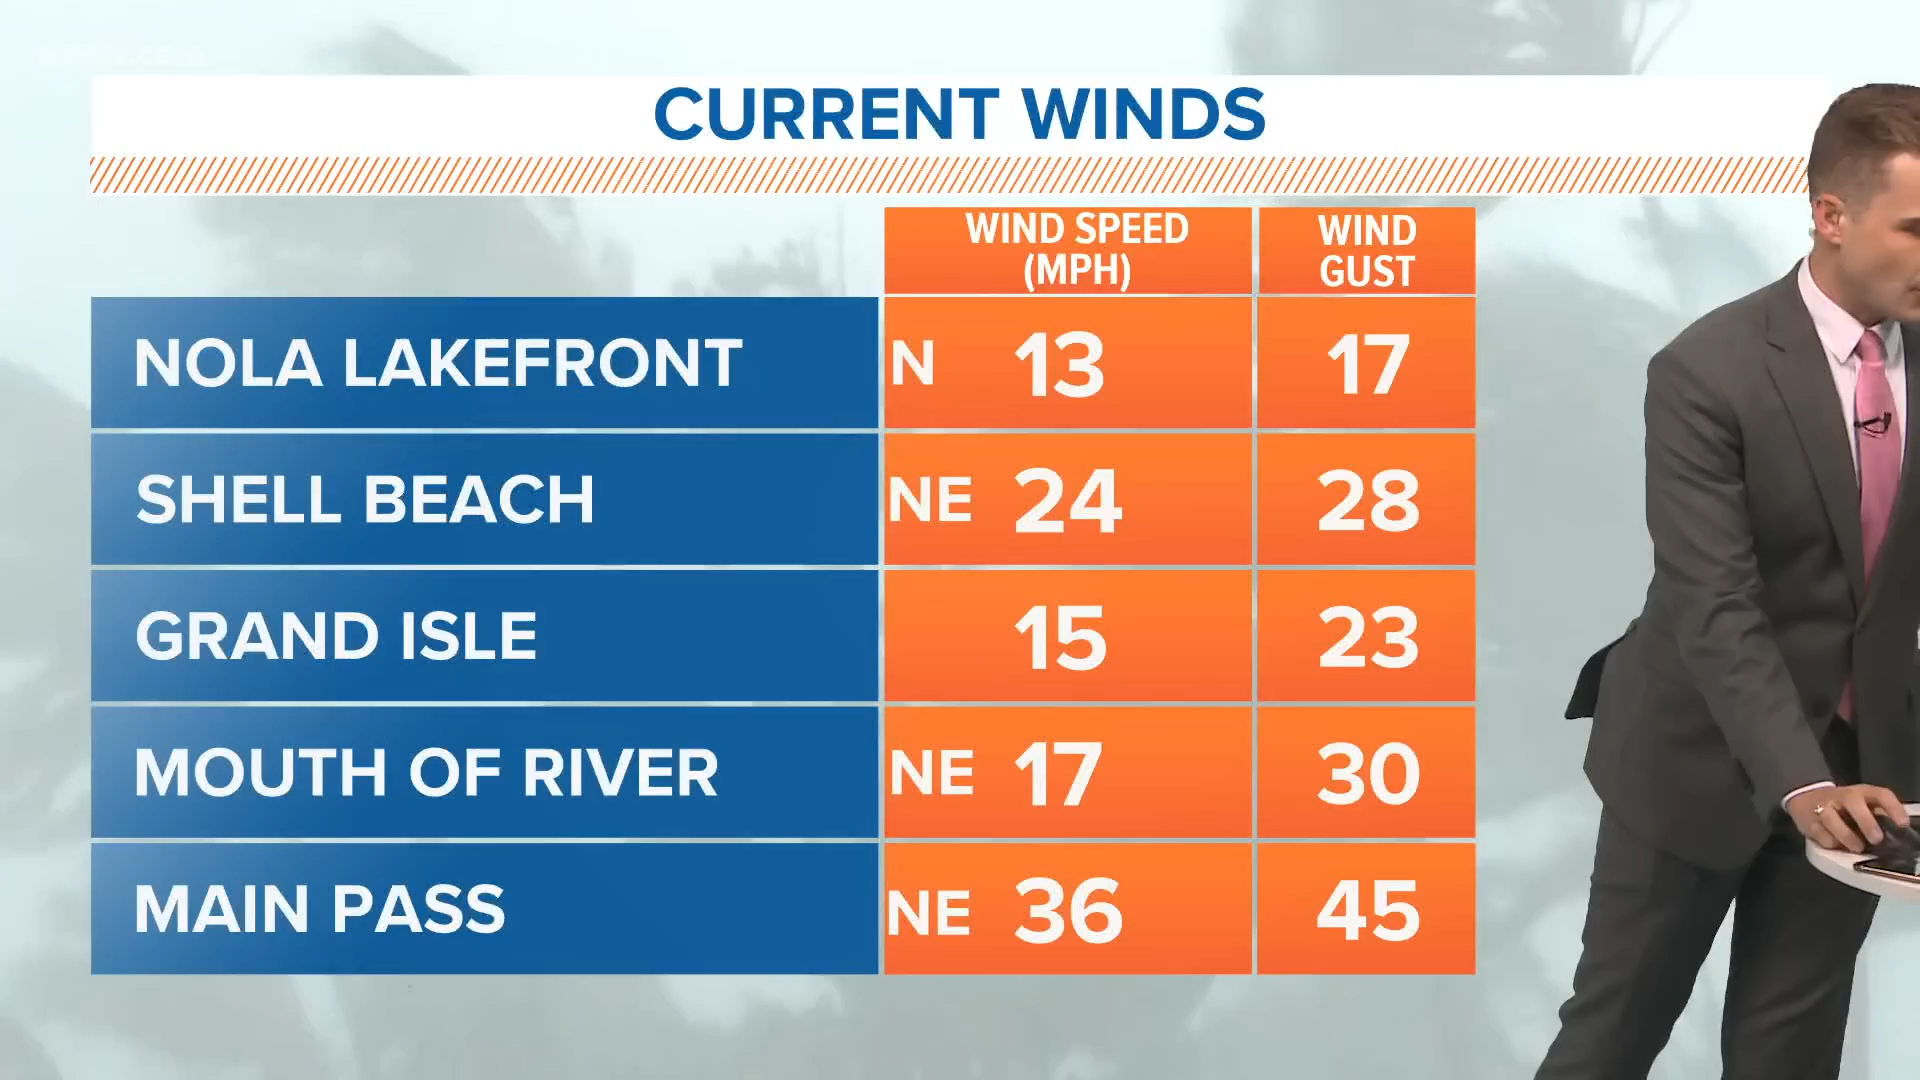 CURRENT WINDS
WIND SPEED
(MPH)
WIND
GUST
NOLA LAKEFRONT N 13 17
SHELL BEACH NE 24 28
GRAND ISLE 15 23
MOUTH OF RIVER NE 17 30
MAIN PASS NE 36 45